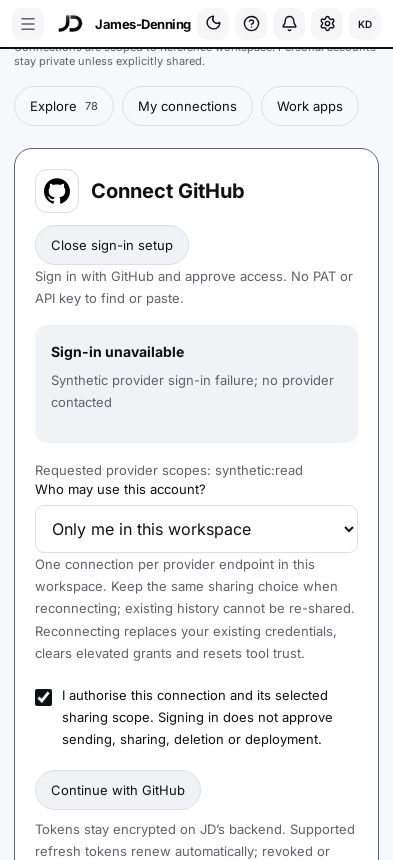 James-Denning
KD
Connections are scoped to Reference workspace. Personal accounts
stay private unless explicitly shared.
Explore 78
My connections
Work apps
Connect GitHub
Close sign-in setup
Sign in with GitHub and approve access. No PAT or
API key to find or paste.
Sign-in unavailable
Synthetic provider sign-in failure; no provider
contacted
Requested provider scopes: synthetic:read
Who may use this account?
Only me in this workspace
One connection per provider endpoint in this
workspace. Keep the same sharing choice when
reconnecting; existing history cannot be re-shared.
Reconnecting replaces your existing credentials,
clears elevated grants and resets tool trust.
I authorise this connection and its selected
sharing scope. Signing in does not approve
sending, sharing, deletion or deployment.
Continue with GitHub
Tokens stay encrypted on JD’s backend. Supported
refresh tokens renew automatically; revoked or